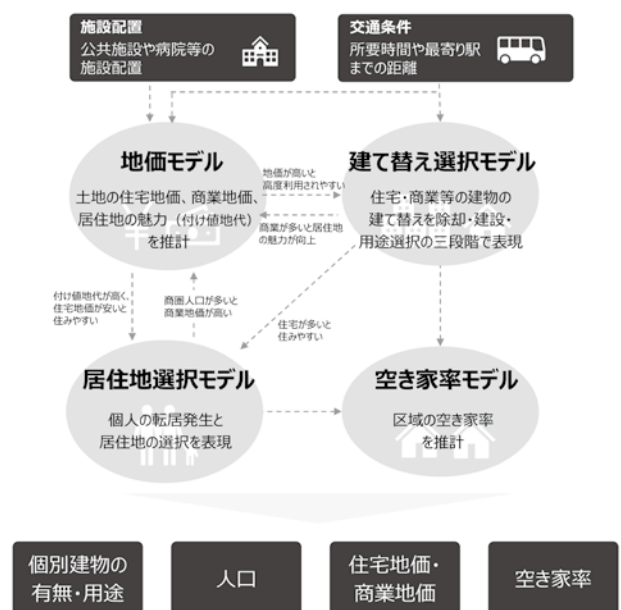 施設配置
公共施設や病院等の
施設配置
交通条件
所要時間や最寄り駅
までの距離
地価モデル
土地の住宅地価、商業地価、
居住地の魅力（付け値地代）
を推計
地価が高いと
高度利用されやすい
商業が多いと居住地
の魅力が向上
建て替え選択モデル
住宅・商業等の建物の
建て替えを除却・建設・
用途選択の三段階で表現
付け値地代が高く、
住宅地価が安いと
住みやすい
商圏人口が多いと
商業地価が高い
住宅が多いと
住みやすい
居住地選択モデル
個人の転居発生と
居住地の選択を表現
空き家率モデル
区域の空き家率
を推計
個別建物の
有無・用途
人口
住宅地価・
商業地価
空き家率